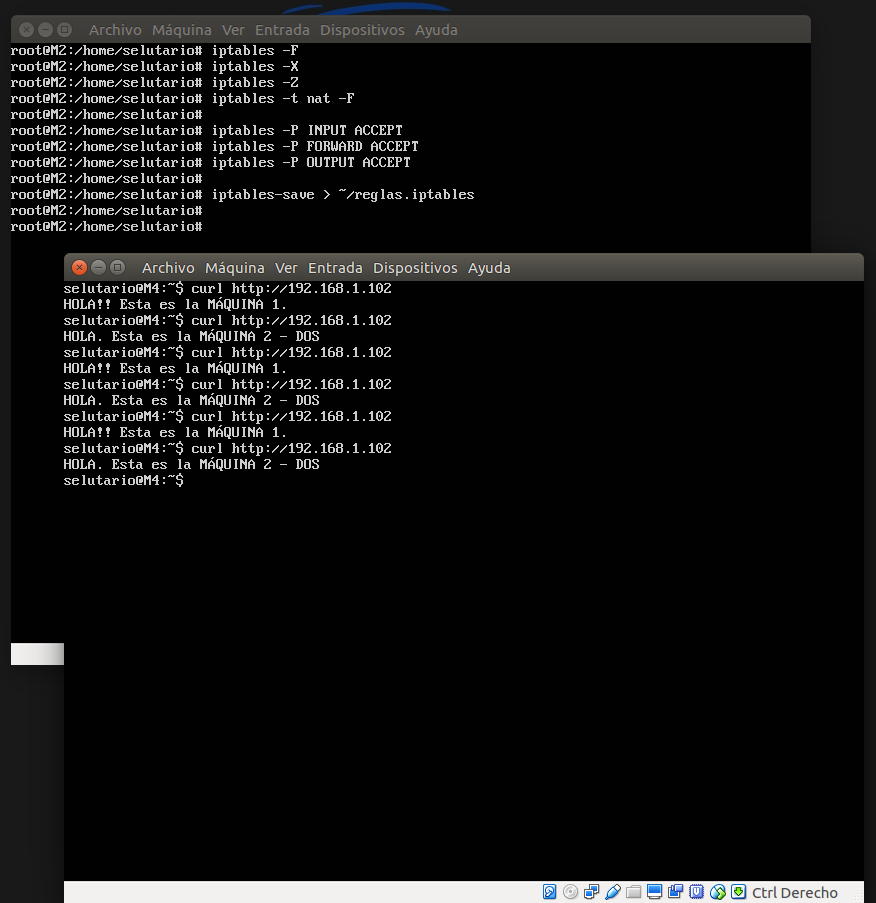 Archivo Máquina Ver Entrada Dispositivos Ayuda
root@M2:/home/selutario# iptables -F
root@M2:/home/selutario# iptables -X
root@M2:/home/selutario# iptables -Z
root@M2:/home/selutario# iptables -t nat -F
root@M2:/home/selutario#
root@M2:/home/selutario# iptables -P INPUT ACCEPT
root@M2:/home/selutario# iptables -P FORWARD ACCEPT
root@M2:/home/selutario# iptables -P OUTPUT ACCEPT
root@M2:/home/selutario#
root@M2:/home/selutario# iptables-save > ~/reglas.iptables
root@M2:/home/selutario#
root@M2:/home/selutario#
Archivo Máquina Ver Entrada Dispositivos Ayuda
selutario@M4:~$ curl http://192.168.1.102
HOLA!! Esta es la MÁQUINA 1.
selutario@M4:~$ curl http://192.168.1.102
HOLA. Esta es la MÁQUINA 2 - DOS
selutario@M4:~$ curl http://192.168.1.102
HOLA!! Esta es la MÁQUINA 1.
selutario@M4:~$ curl http://192.168.1.102
HOLA. Esta es la MÁQUINA 2 - DOS
selutario@M4:~$ curl http://192.168.1.102
HOLA!! Esta es la MÁQUINA 1.
selutario@M4:~$ curl http://192.168.1.102
HOLA. Esta es la MÁQUINA 2 - DOS
selutario@M4:~$
Ctrl Derecho